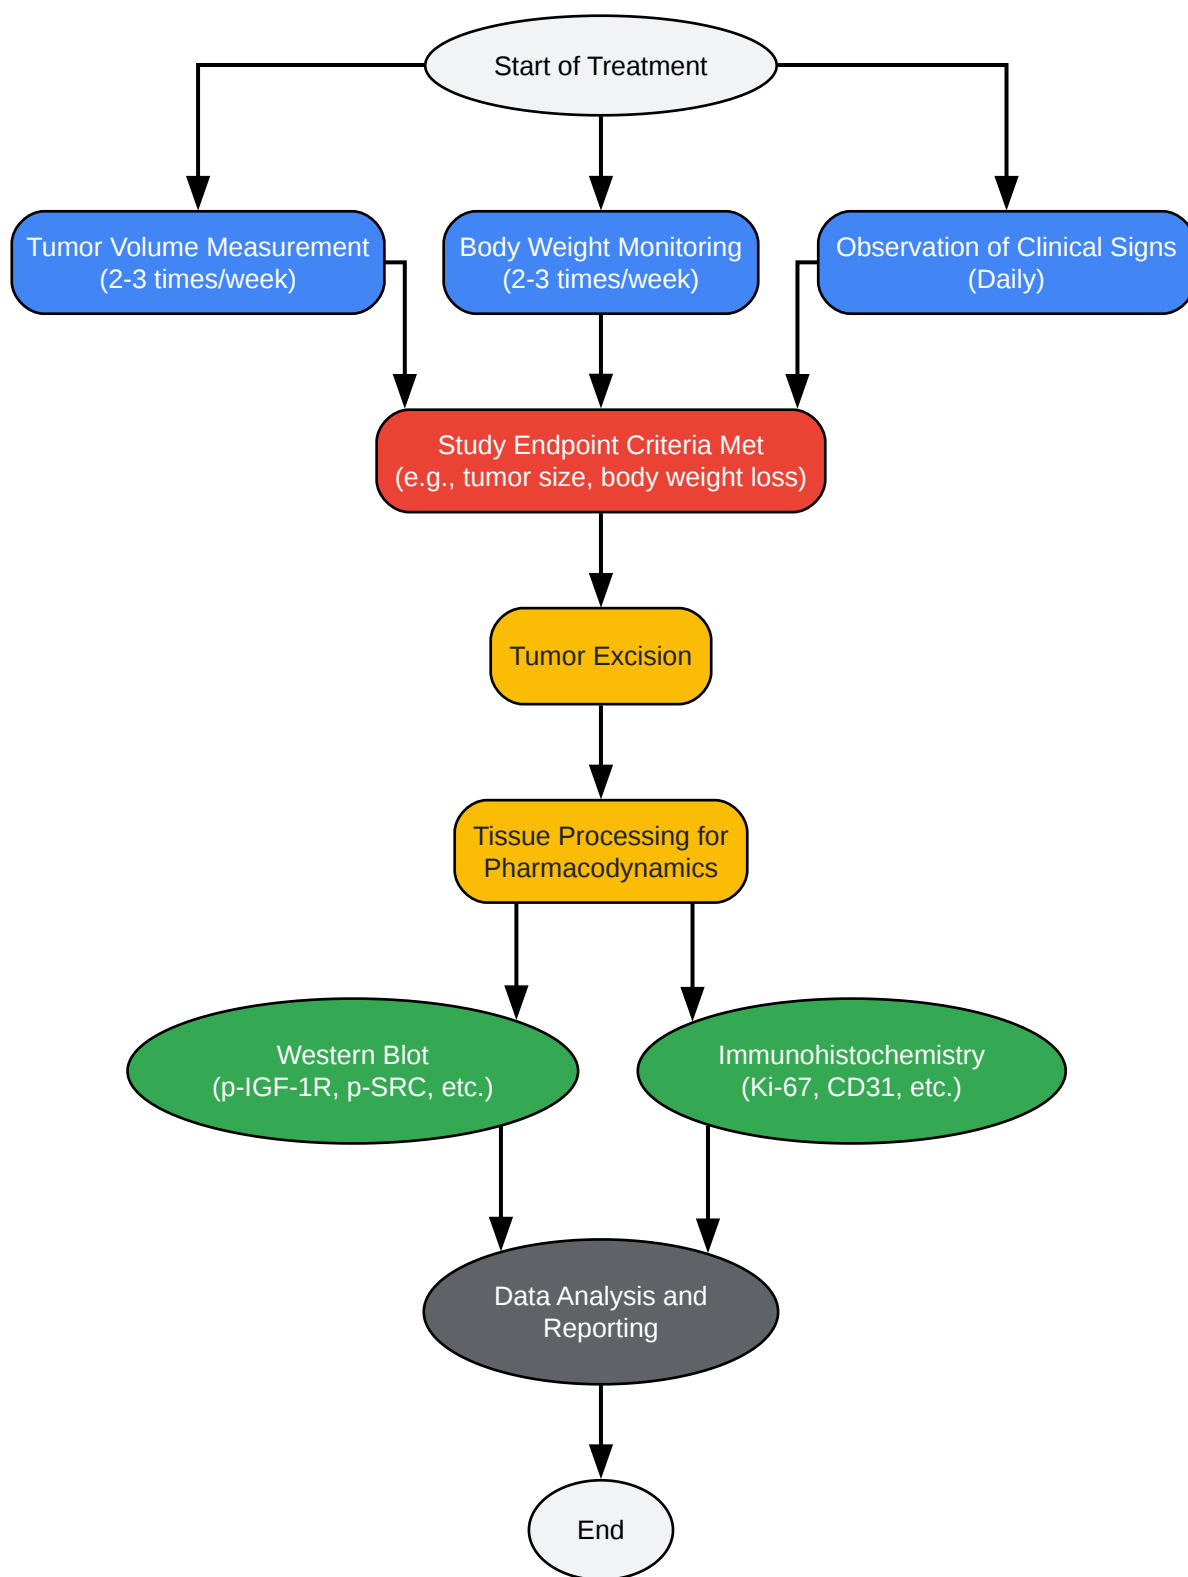 Start of Treatment
Tumor Volume Measurement
(2-3 times/week)
Body Weight Monitoring
(2-3 times/week)
Observation of Clinical Signs
(Daily)
Study Endpoint Criteria Met
(e.g., tumor size, body weight loss)
Tumor Excision
Tissue Processing for
Pharmacodynamics
Western Blot
(p-IGF-1R, p-SRC, etc.)
Immunohistochemistry
(Ki-67, CD31, etc.)
Data Analysis and
Reporting
End